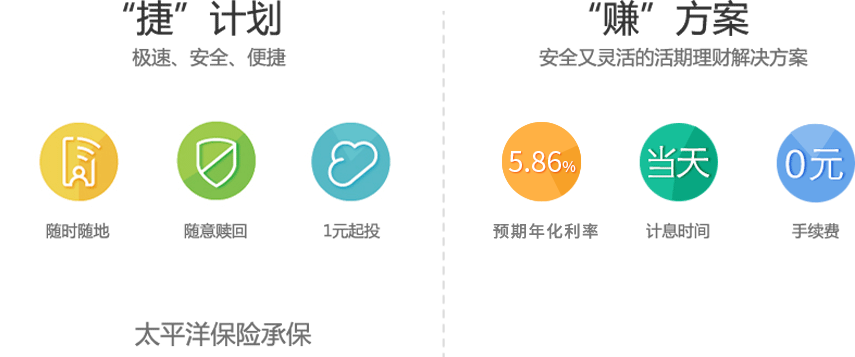 “捷”计划
极速、安全、便捷
随时随地
随意赎回
1元起投
太平洋保险承保
“赚”方案
安全又灵活的活期理财解决方案
5.86%
当天
0元
预期年化利率
计息时间
手续费